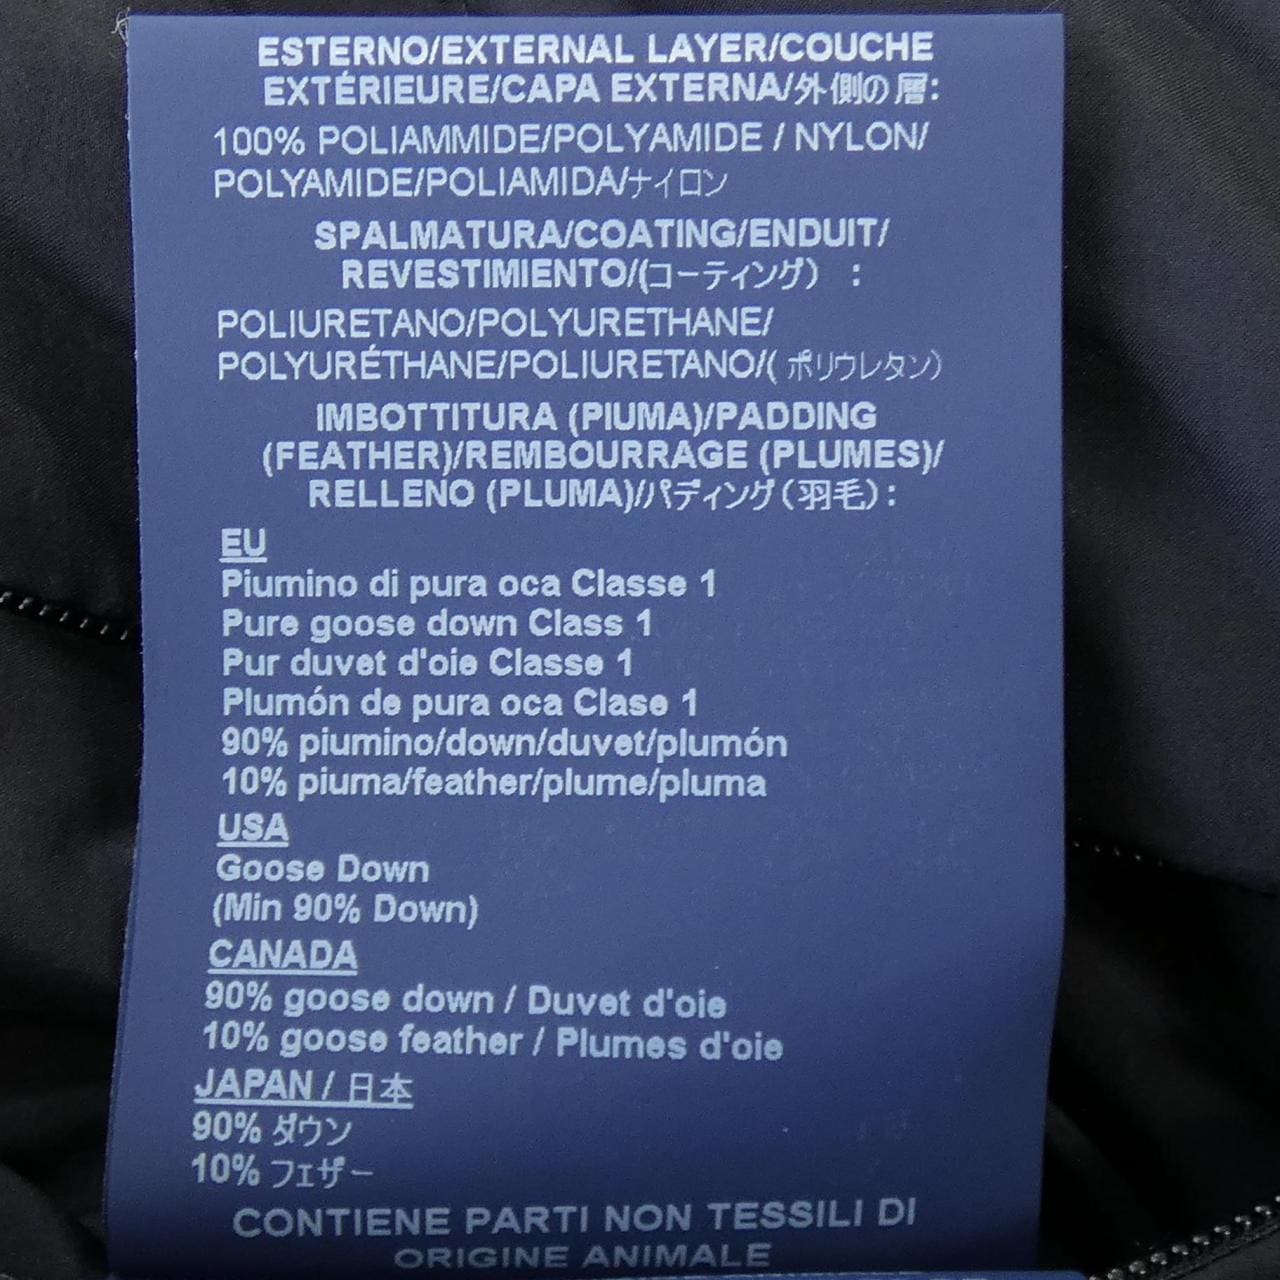 ESTERNO/EXTERNAL LAYER/COUCHE
EXTÉRIEURE/CAPA EXTERNA/外側の層:
100% POLIAMMIDE/POLYAMIDE / NYLON/
POLYAMIDE/POLIAMIDA/ナイロン
SPALMATURA/COATING/ENDUIT/
REVESTIMIENTO/(コーティング) :
POLIURETANO/POLYURETHANE/
POLYURÉTHANE/POLIURETANO/( ポリウレタン)
IMBOTTITURA (PIUMA)/PADDING
(FEATHER)/REMBOURRAGE (PLUMES)/
RELLENO (PLUMA)/パディング(羽毛):
EU
Piumino di pura oca Classe 1
Pure goose down Class 1
Pur duvet d'oie Classe 1
Plumón de pura oca Clase 1
90% piumino/down/duvet/plumón
10% piuma/feather/plume/pluma
USA
Goose Down
(Min 90% Down)
CANADA
90% goose down / Duvet d'oie
10% goose feather / Plumes d'oie
JAPAN / 日本
90% ダウン
10% フェザー
CONTIENE PARTI NON TESSILI DI
ORIGINE ANIMALE